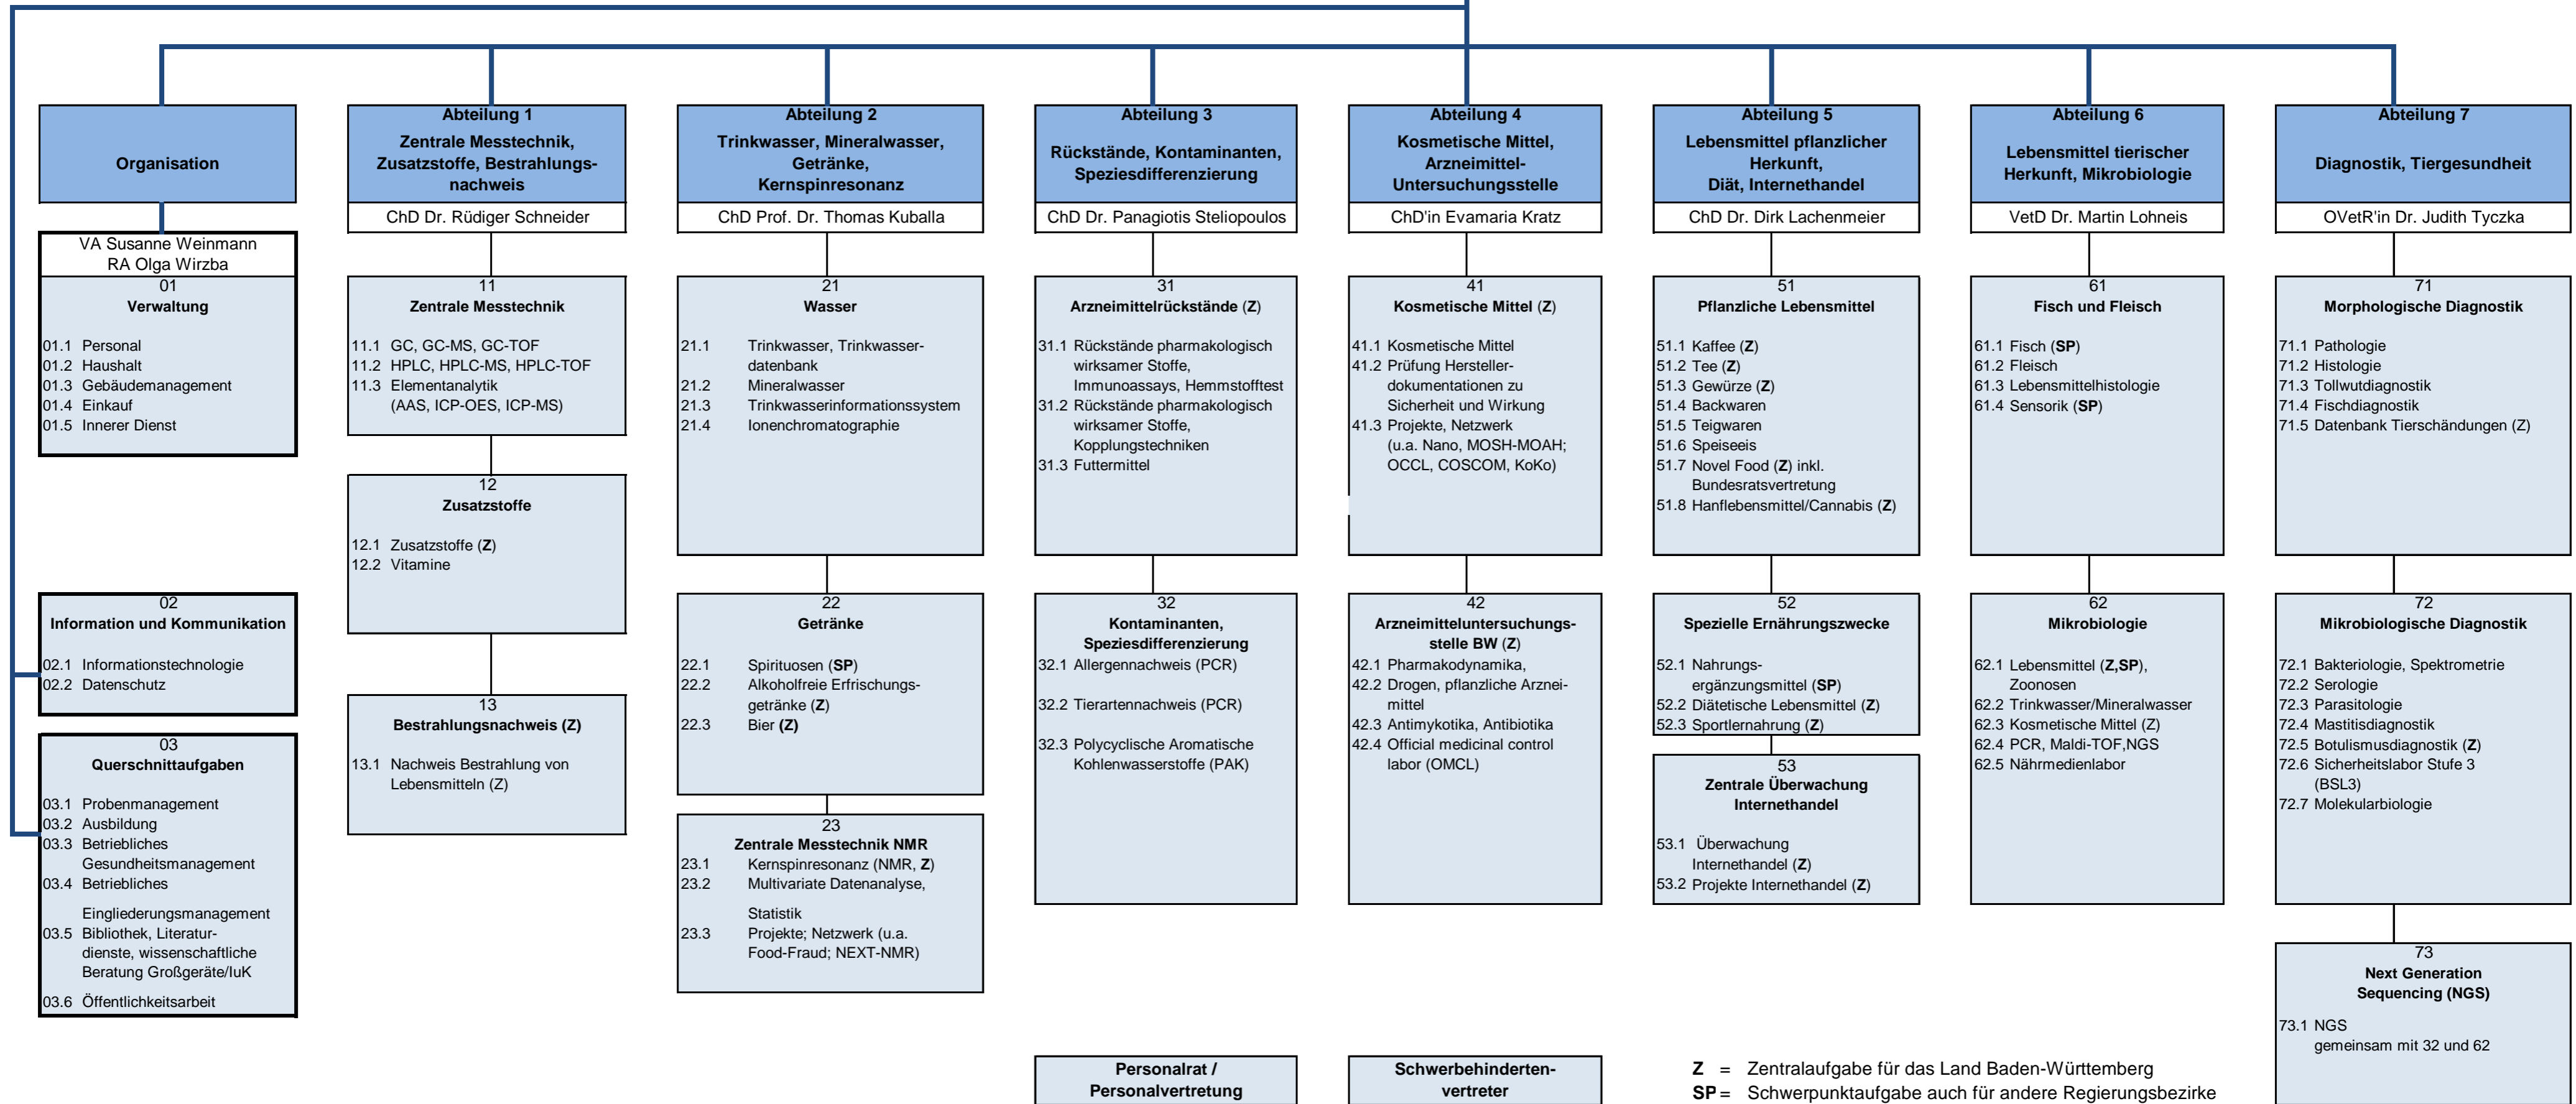 Organisation
VA Susanne Weinmann
RA Olga Wirzba
01
Verwaltung
01.1 Personal
01.2 Haushalt
01.3 Gebäudemanagement
01.4 Einkauf
01.5 Innerer Dienst
02
Information und Kommunikation
02.1 Informationstechnologie
02.2 Datenschutz
03
Querschnittaufgaben
03.1 Probenmanagement
03.2 Ausbildung
03.3 Betriebliches
Gesundheitsmanagement
03.4 Betriebliches
Eingliederungsmanagement
03.5 Bibliothek, Literatur-
dienste, wissenschaftliche
Beratung Großgeräte/IuK
03.6 Öffentlichkeitsarbeit
Abteilung 1
Zentrale Messtechnik,
Zusatzstoffe, Bestrahlungs-
nachweis
ChD Dr. Rüdiger Schneider
11
Zentrale Messtechnik
11.1 GC, GC-MS, GC-TOF
11.2 HPLC, HPLC-MS, HPLC-TOF
11.3 Elementanalytik
(AAS, ICP-OES, ICP-MS)
12
Zusatzstoffe
12.1 Zusatzstoffe (Z)
12.2 Vitamine
13
Bestrahlungsnachweis (Z)
13.1 Nachweis Bestrahlung von
Lebensmitteln (Z)
Abteilung 2
Trinkwasser, Mineralwasser,
Getränke,
Kernspinresonanz
ChD Prof. Dr. Thomas Kuballa
21
Wasser
21.1 Trinkwasser, Trinkwasser-
datenbank
21.2 Mineralwasser
21.3 Trinkwasserinformationssystem
21.4 Ionenchromatographie
22
Getränke
22.1 Spirituosen (SP)
22.2 Alkoholfreie Erfrischungs-
getränke (Z)
22.3 Bier (Z)
23
Zentrale Messtechnik NMR
23.1 Kernspinresonanz (NMR, Z)
23.2 Multivariate Datenanalyse,
Statistik
23.3 Projekte; Netzwerk (u.a.
Food-Fraud; NEXT-NMR)
Abteilung 3
Rückstände, Kontaminanten,
Speziesdifferenzierung
ChD Dr. Panagiotis Steliopoulos
31
Arzneimittelrückstände (Z)
31.1 Rückstände pharmakologisch
wirksamer Stoffe,
Immunoassays, Hemmstofftest
31.2 Rückstände pharmakologisch
wirksamer Stoffe,
Kopplungstechniken
31.3 Futtermittel
32
Kontaminanten,
Speziesdifferenzierung
32.1 Allergennachweis (PCR)
32.2 Tierartennachweis (PCR)
32.3 Polycyclische Aromatische
Kohlenwasserstoffe (PAK)
Abteilung 4
Kosmetische Mittel,
Arzneimittel-
Untersuchungsstelle
ChD'in Evamaria Kratz
41
Kosmetische Mittel (Z)
41.1 Kosmetische Mittel
41.2 Prüfung Hersteller-
dokumentationen zu
Sicherheit und Wirkung
41.3 Projekte, Netzwerk
(u.a. Nano, MOSH-MOAH;
OCCL, COSCOM, KoKo)
42
Arzneimitteluntersuchungs-
stelle BW (Z)
42.1 Pharmakodynamika,
42.2 Drogen, pflanzliche Arznei-
mittel
42.3 Antimykotika, Antibiotika
42.4 Official medicinal control
labor (OMCL)
Abteilung 5
Lebensmittel pflanzlicher
Herkunft,
Diät, Internethandel
ChD Dr. Dirk Lachenmeier
51
Pflanzliche Lebensmittel
51.1 Kaffee (Z)
51.2 Tee (Z)
51.3 Gewürze (Z)
51.4 Backwaren
51.5 Teigwaren
51.6 Speiseeis
51.7 Novel Food (Z) inkl.
Bundesratsvertretung
51.8 Hanflebensmittel/Cannabis (Z)
52
Spezielle Ernährungszwecke
52.1 Nahrungs-
ergänzungsmittel (SP)
52.2 Diätetische Lebensmittel (Z)
52.3 Sportlernahrung (Z)
53
Zentrale Überwachung
Internethandel
53.1 Überwachung
Internethandel (Z)
53.2 Projekte Internethandel (Z)
Abteilung 6
Lebensmittel tierischer
Herkunft, Mikrobiologie
VetD Dr. Martin Lohneis
61
Fisch und Fleisch
61.1 Fisch (SP)
61.2 Fleisch
61.3 Lebensmittelhistologie
61.4 Sensorik (SP)
62
Mikrobiologie
62.1 Lebensmittel (Z,SP),
Zoonosen
62.2 Trinkwasser/Mineralwasser
62.3 Kosmetische Mittel (Z)
62.4 PCR, Maldi-TOF,NGS
62.5 Nährmedienlabor
Abteilung 7
Diagnostik, Tiergesundheit
OVetR'in Dr. Judith Tyczka
71
Morphologische Diagnostik
71.1 Pathologie
71.2 Histologie
71.3 Tollwutdiagnostik
71.4 Fischdiagnostik
71.5 Datenbank Tierschändungen (Z)
72
Mikrobiologische Diagnostik
72.1 Bakteriologie, Spektrometrie
72.2 Serologie
72.3 Parasitologie
72.4 Mastitisdiagnostik
72.5 Botulismusdiagnostik (Z)
72.6 Sicherheitslabor Stufe 3
(BSL3)
72.7 Molekularbiologie
73
Next Generation
Sequencing (NGS)
73.1 NGS
gemeinsam mit 32 und 62
Personalrat /
Personalvertretung
Schwerbehinderten-
vertreter
Z = Zentralaufgabe für das Land Baden-Württemberg
SP = Schwerpunktaufgabe auch für andere Regierungsbezirke